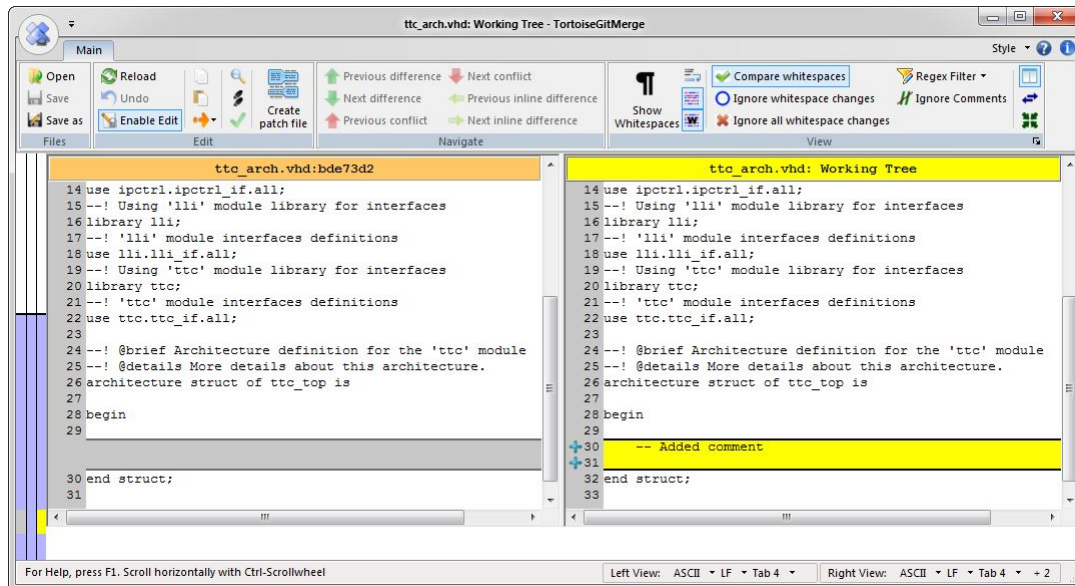 ttc_arch.vhd: Working Tree - TortoiseGitMerge
Main
Style
Open
Save
Save as
Files
Reload
Undo
Enable Edit
Create patch file
Edit
Previous difference
Next difference
Previous conflict
Next conflict
Previous inline difference
Next inline difference
Navigate
Show Whitespaces
Compare whitespaces
Ignore whitespace changes
Ignore all whitespace changes
Regex Filter
Ignore Comments
View
ttc_arch.vhd:bde73d2
14 use ipctrl.ipctrl_if.all;
15 --! Using 'lli' module library for interfaces
16 library lli;
17 --! 'lli' module interfaces definitions
18 use lli.lli_if.all;
19 --! Using 'ttc' module library for interfaces
20 library ttc;
21 --! 'ttc' module interfaces definitions
22 use ttc.ttc_if.all;
23
24 --! @brief Architecture definition for the 'ttc' module
25 --! @details More details about this architecture.
26 architecture struct of ttc_top is
27
28 begin
29
30 end struct;
31
ttc_arch.vhd: Working Tree
14 use ipctrl.ipctrl_if.all;
15 --! Using 'lli' module library for interfaces
16 library lli;
17 --! 'lli' module interfaces definitions
18 use lli.lli_if.all;
19 --! Using 'ttc' module library for interfaces
20 library ttc;
21 --! 'ttc' module interfaces definitions
22 use ttc.ttc_if.all;
23
24 --! @brief Architecture definition for the 'ttc' module
25 --! @details More details about this architecture.
26 architecture struct of ttc_top is
27
28 begin
29
30     -- Added comment
31
32 end struct;
33
For Help, press F1. Scroll horizontally with Ctrl-Scrollwheel
Left View: ASCII LF Tab 4
Right View: ASCII LF Tab 4 + 2